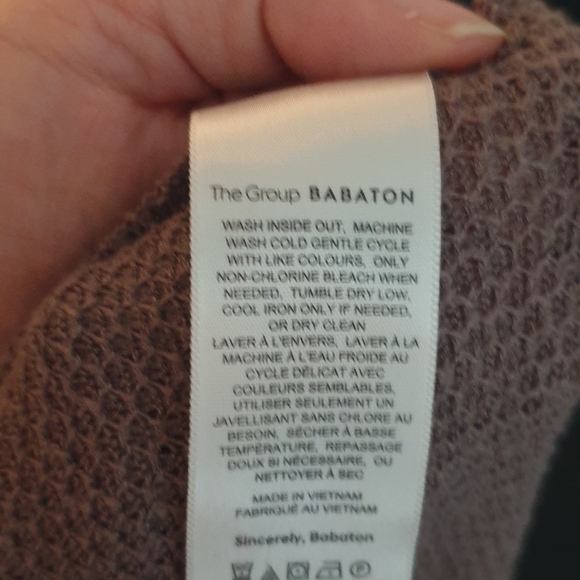 The Group BABATON
WASH INSIDE OUT, MACHINE
WASH COLD GENTLE CYCLE
WITH LIKE COLOURS, ONLY
NON-CHLORINE BLEACH WHEN
NEEDED, TUMBLE DRY LOW,
COOL IRON ONLY IF NEEDED,
OR DRY CLEAN
LAVER À L'ENVERS, LAVER À LA
MACHINE À L'EAU FROIDE AU
CYCLE DÉLICAT AVEC
COULEURS SEMBLABLES,
UTILISER SEULEMENT UN
JAVELLISANT SANS CHLORE AU
BESOIN, SÉCHER À BASSE
TEMPÉRATURE, REPASSAGE
DOUX SI NÉCESSAIRE, OU
NETTOYER À SEC
MADE IN VIETNAM
FABRIQUÉ AU VIETNAM
Sincerely, Babaton